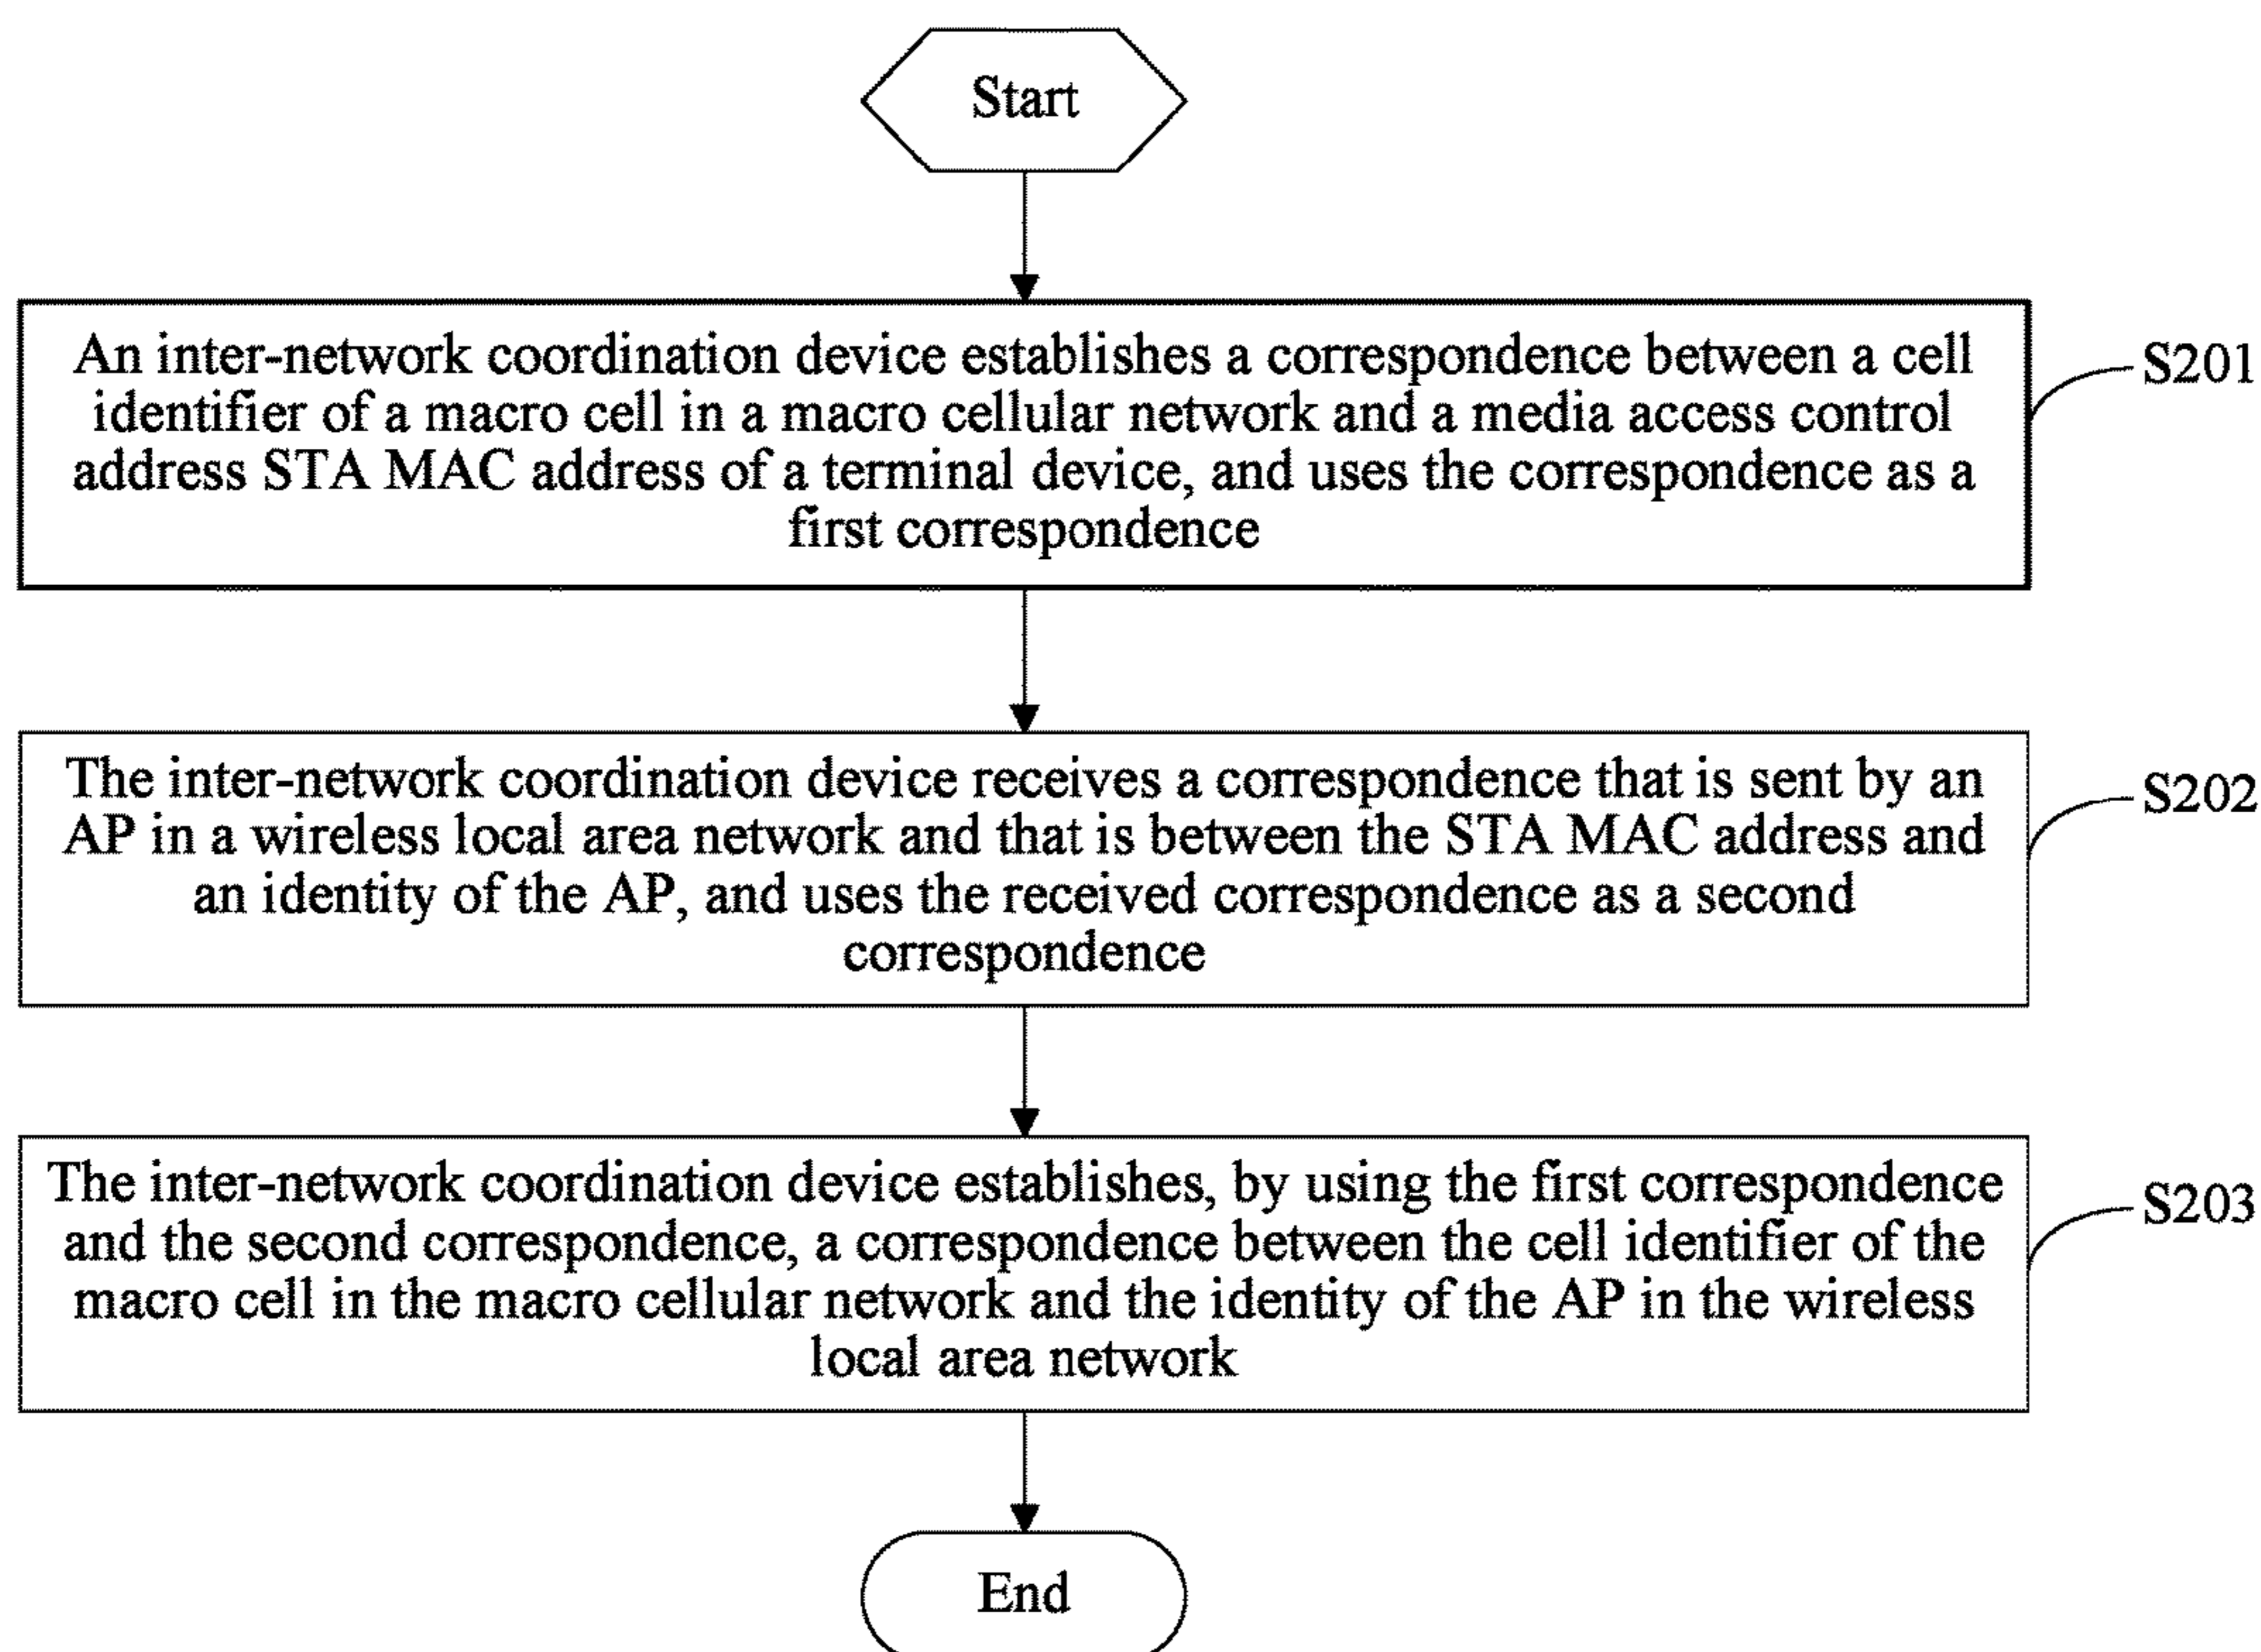 Start
An inter-network coordination device establishes a correspondence between a cell
identifier of a macro cell in a macro cellular network and a media access control
address STA MAC address of a terminal device, and uses the correspondence as a
first correspondence
S201
The inter-network coordination device receives a correspondence that is sent by an
AP in a wireless local area network and that is between the STA MAC address and
an identity of the AP, and uses the received correspondence as a second
correspondence
S202
The inter-network coordination device establishes, by using the first correspondence
and the second correspondence, a correspondence between the cell identifier of the
macro cell in the macro cellular network and the identity of the AP in the wireless
local area network
S203
End